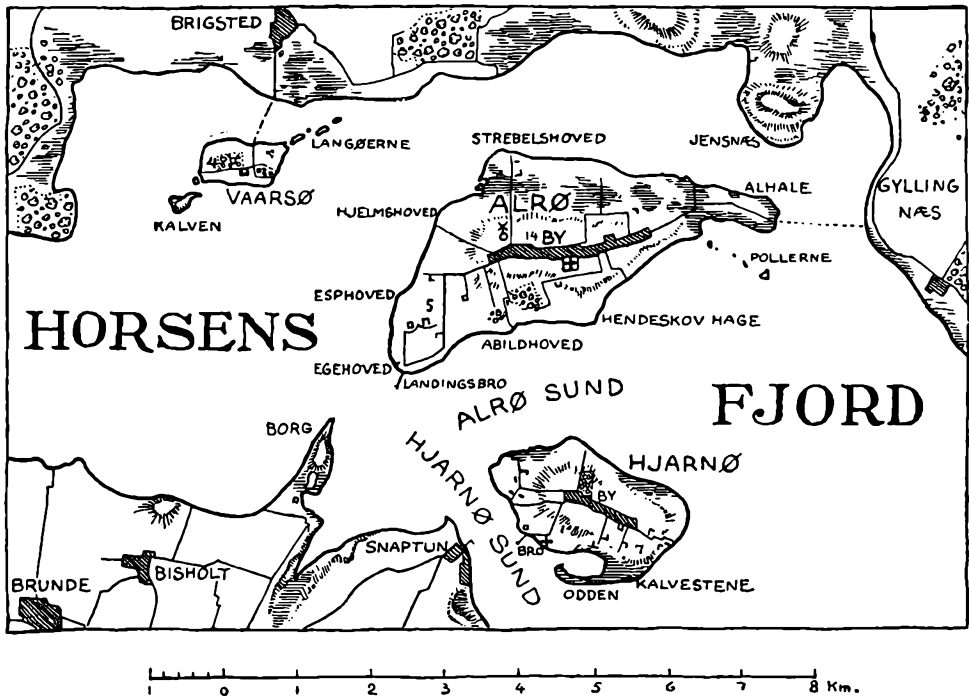 BRIGSTED
LANGØERNE
STREBELSHOVED
JENSNÆS
4
VAARSØ
KALVEN
ALRØ
ALHALE
GYLLING
NÆS
HJELMSHOVED
14 BY
POLLERNE
ESPHOVED
5
HENDESKOV HAGE
ABILDHOVED
HORSENS
EGEHOVED
LANDINGSBRO
ALRØ SUND
FJORD
BORG
HJARNØ SUND
HJARNØ
BY
SNAPTUN
BRO
BISHOLT
BRUNDE
ODDEN
KALVESTENE
1 0 1 2 3 4 5 6 7 8 Km.